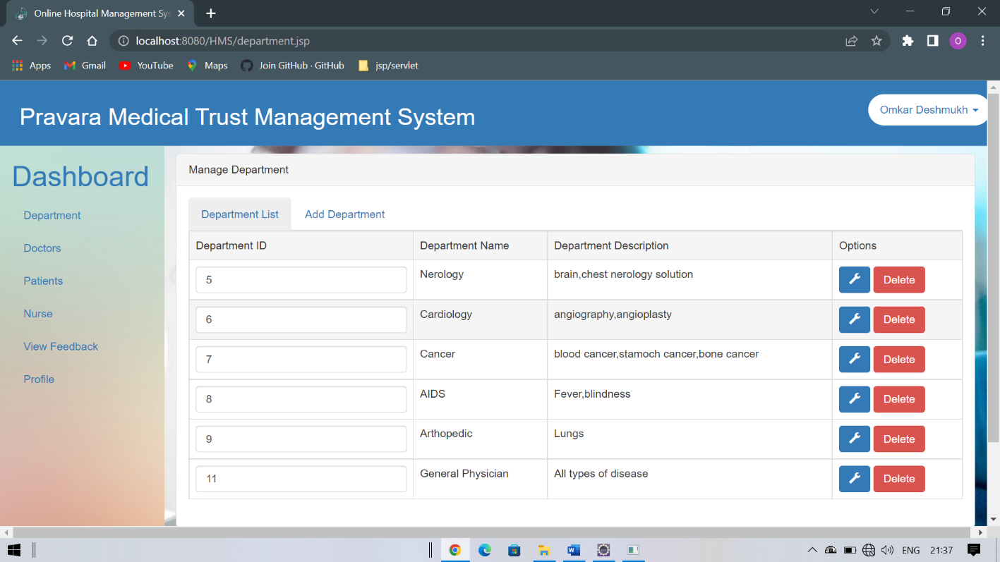 Online Hospital Management Sys
localhost:8080/HMS/department.jsp
O
Apps Gmail YouTube Maps Join GitHub · GitHub jsp/servlet
Pravara Medical Trust Management System
Omkar Deshmukh
Dashboard
Department
Doctors
Patients
Nurse
View Feedback
Profile
Manage Department
Department List Add Department
Department ID Department Name Department Description Options
5 Nerology brain,chest nerology solution Delete
6 Cardiology angiography,angioplasty Delete
7 Cancer blood cancer,stamoch cancer,bone cancer Delete
8 AIDS Fever,blindness Delete
9 Arthopedic Lungs Delete
11 General Physician All types of disease Delete
ENG 21:37